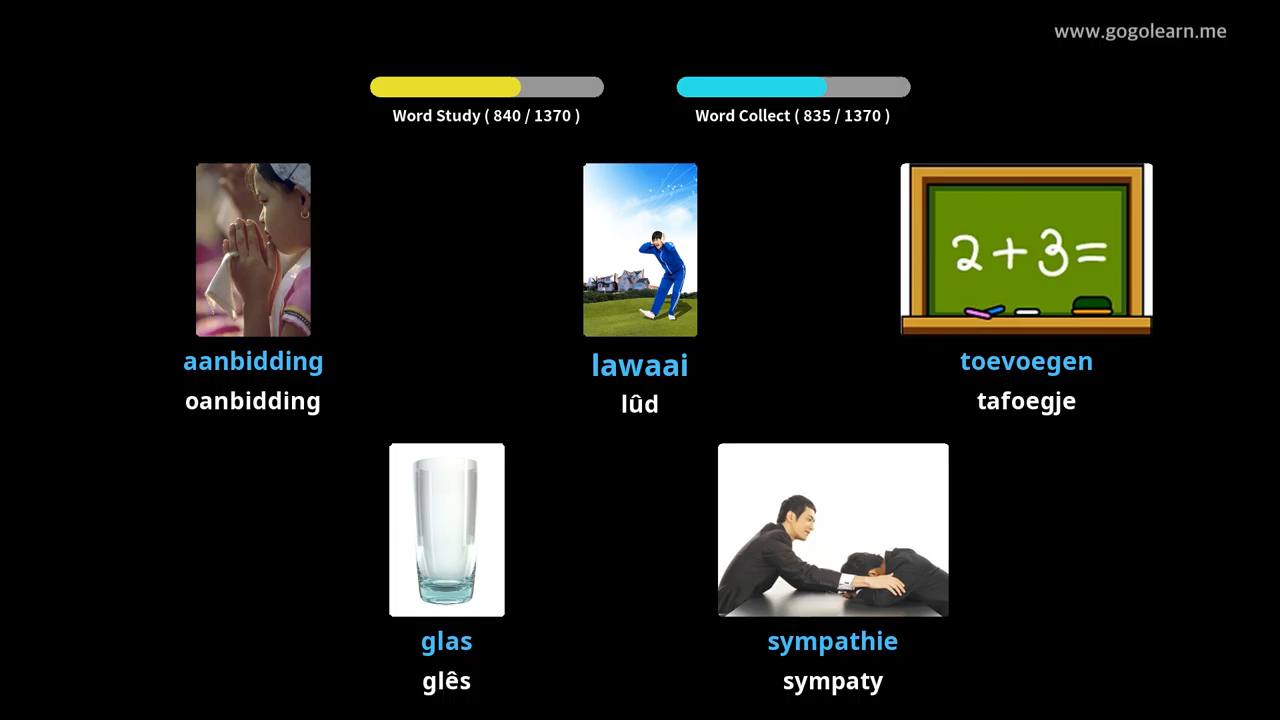 www.gogolearn.me
Word Study ( 840 / 1370 )
Word Collect ( 835 / 1370 )
2+3=
aanbidding
oanbidding
lawaai
lûd
toevoegen
tafoegje
glas
glês
sympathie
sympaty